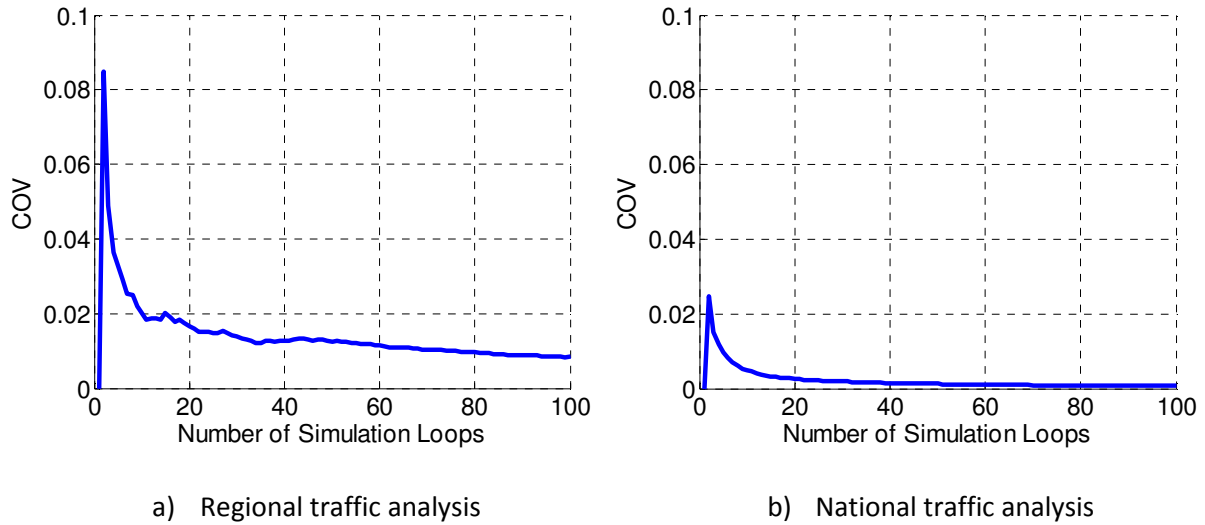 0.1
0.08
0.06
0.04
0.02
0
COV
0 20 40 60 80 100
Number of Simulation Loops
a) Regional traffic analysis
0.1
0.08
0.06
0.04
0.02
0
COV
0 20 40 60 80 100
Number of Simulation Loops
b) National traffic analysis